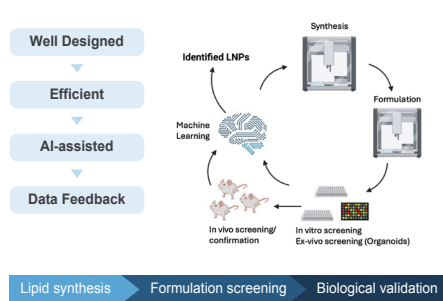 Well Designed
Efficient
AI-assisted
Data Feedback
Synthesis
Identified LNPs
Formulation
Machine
Learning
In vivo screening/
confirmation
In vitro screening
Ex-vivo screening (Organoids)
Lipid synthesis
Formulation screening
Biological validation